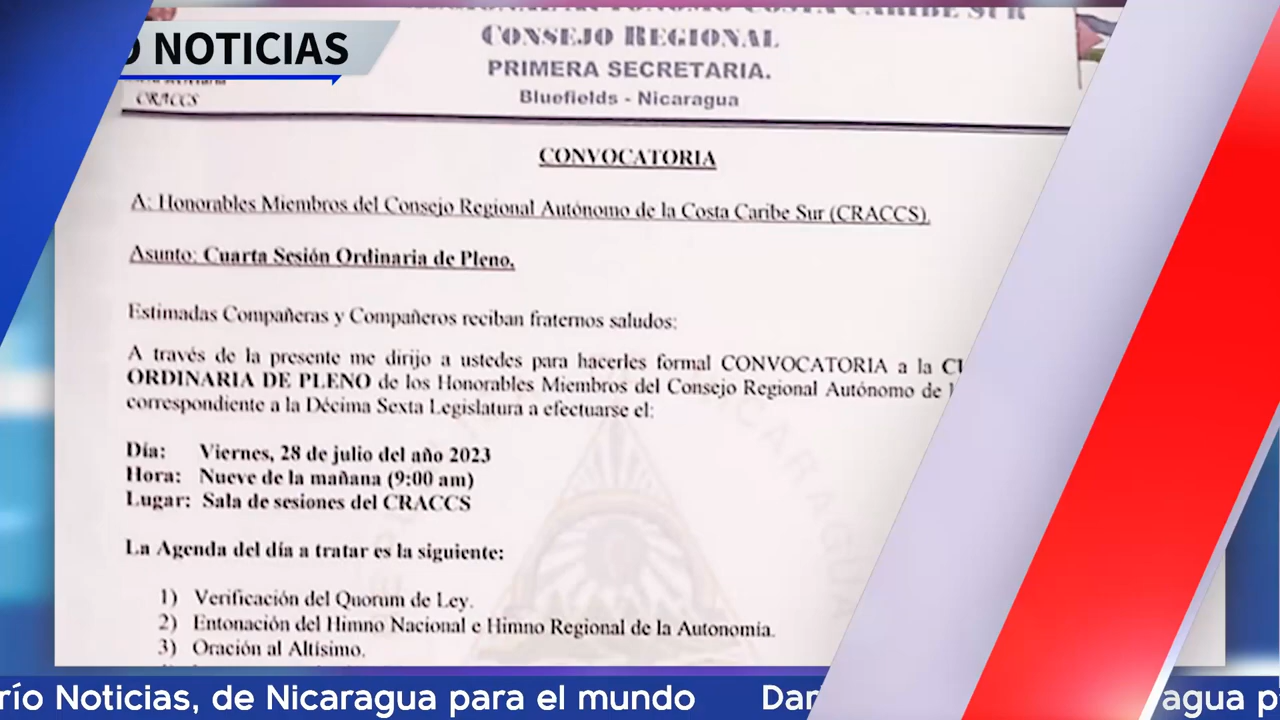 NOTICIAS
CONSEJO REGIONAL
PRIMERA SECRETARIA.
Bluefields - Nicaragua
CRACCS
CONVOCATORIA
A: Honorables Miembros del Consejo Regional Autónomo de la Costa Caribe Sur (CRACCS).
Asunto: Cuarta Sesión Ordinaria de Pleno.
Estimadas Compañeras y Compañeros reciban fraternos saludos:
A través de la presente me dirijo a ustedes para hacerles formal CONVOCATORIA a la
ORDINARIA DE PLENO de los Honorables Miembros del Consejo Regional Autónomo de
correspondiente a la Décima Sexta Legislatura a efectuarse el:
Día: Viernes, 28 de julio del año 2023
Hora: Nueve de la mañana (9:00 am)
Lugar: Sala de sesiones del CRACCS
La Agenda del día a tratar es la siguiente:
1) Verificación del Quorum de Ley.
2) Entonación del Himno Nacional e Himno Regional de la Autonomía.
3) Oración al Altísimo.
río Noticias, de Nicaragua para el mundo Dar
agua p